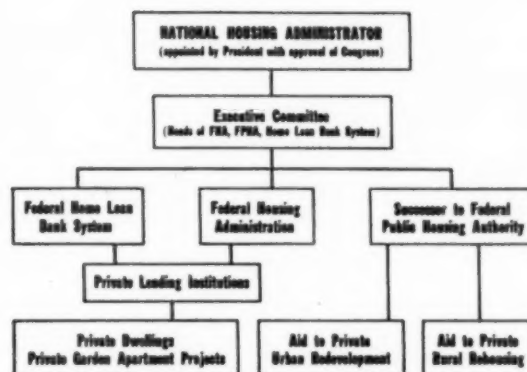 NATIONAL HOUSING ADMINISTRATOR
(appointed by President with approval of Congress)
Executive Committee
(Heads of FHA, FPHA, Home Loan Bank System)
Federal Home Loan
Bank System
Federal Housing
Administration
Successor to Federal
Public Housing Authority
Private Lending Institutions
Private Dwellings
Private Garden Apartment Projects
Aid to Private
Urban Redevelopment
Aid to Private
Rural Rehousing